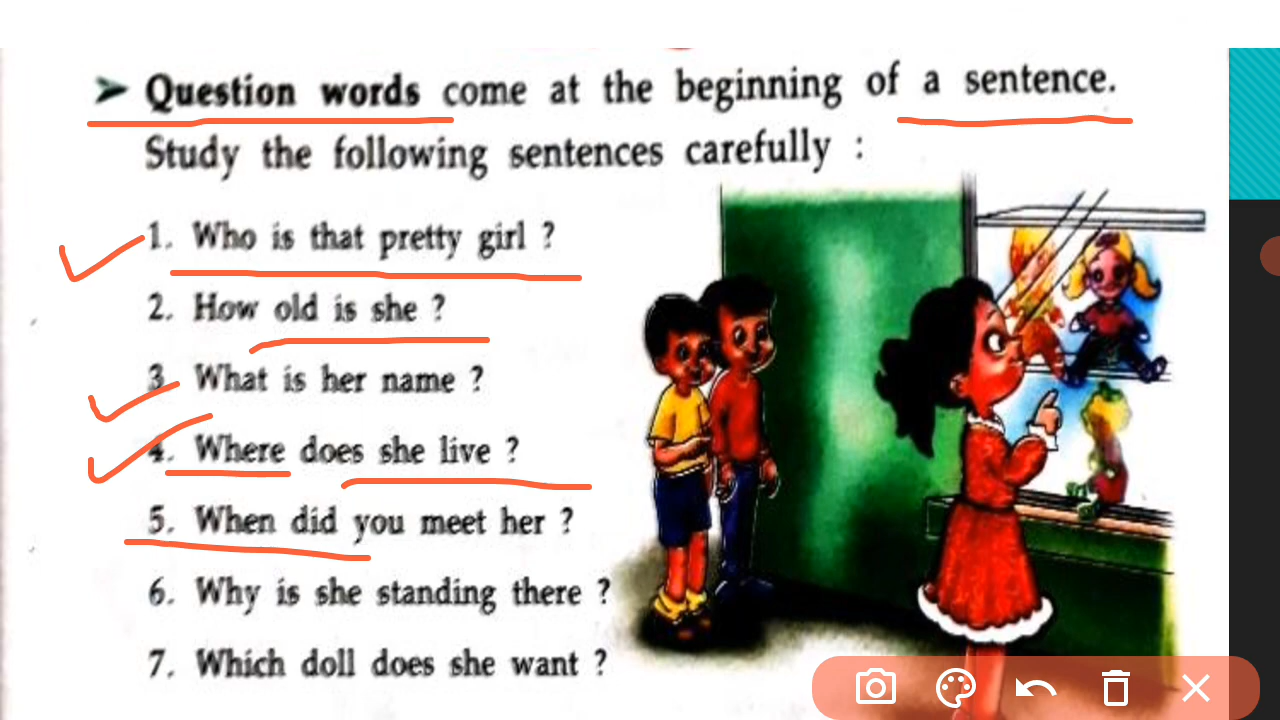 ➤ Question words come at the beginning of a sentence.
Study the following sentences carefully :
1. Who is that pretty girl ?
2. How old is she ?
3. What is her name ?
4. Where does she live ?
5. When did you meet her ?
6. Why is she standing there ?
7. Which doll does she want ?